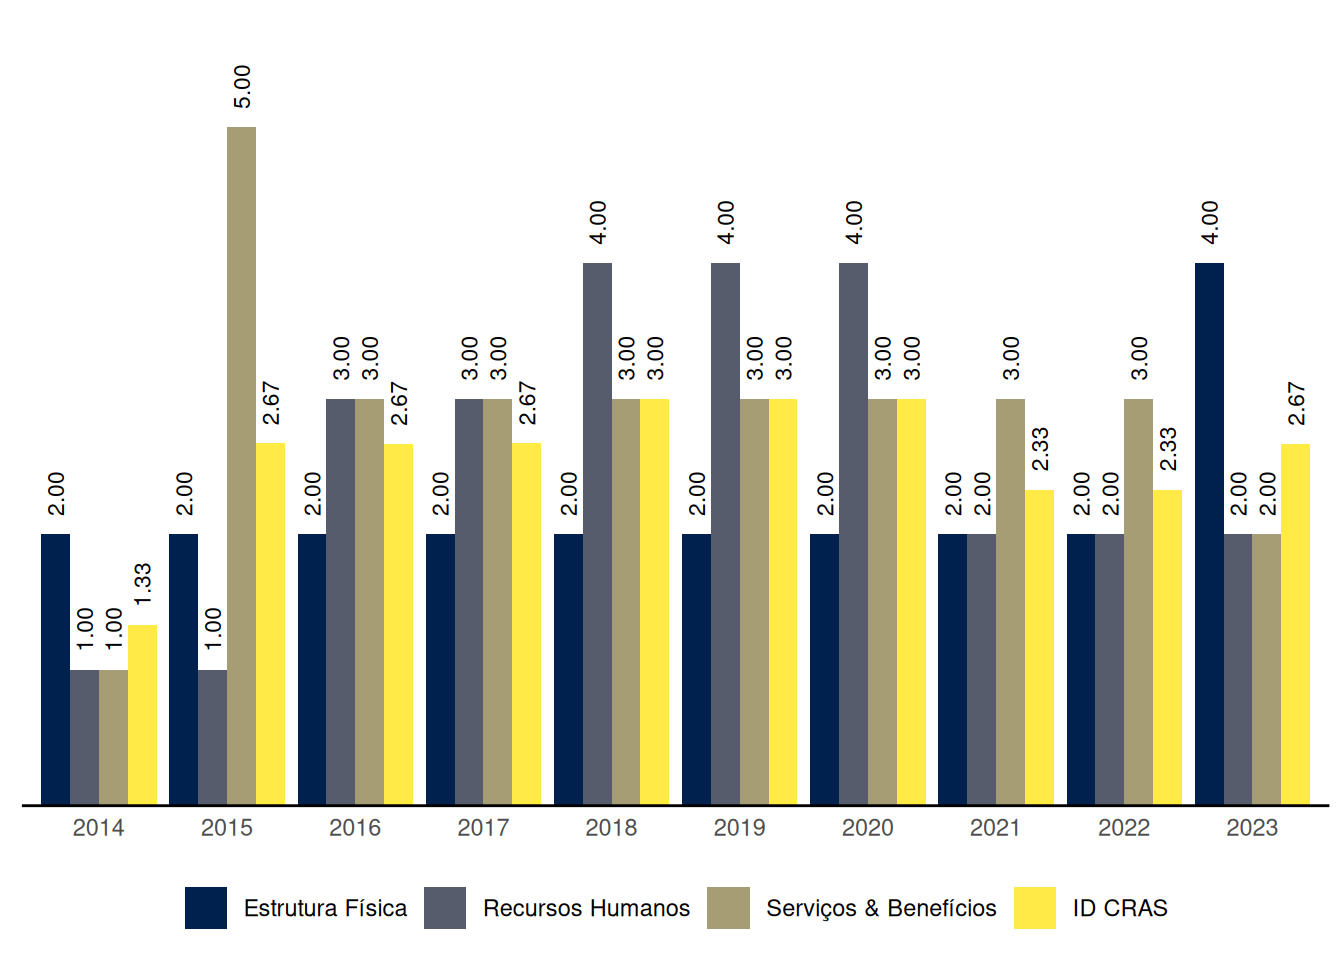 5.00
4.00 4.00 4.00 4.00
3.00 3.00 3.00 3.00 3.00 3.00 3.00 3.00 3.00 3.00 3.00 3.00
2.67 2.67 2.67 2.67
2.33 2.33
2.00 2.00 2.00 2.00 2.00 2.00 2.00 2.00 2.00 2.00 2.00 2.00 2.00
1.33
1.00 1.00 1.00
2014 2015 2016 2017 2018 2019 2020 2021 2022 2023
Estrutura Física Recursos Humanos Serviços & Benefícios ID CRAS